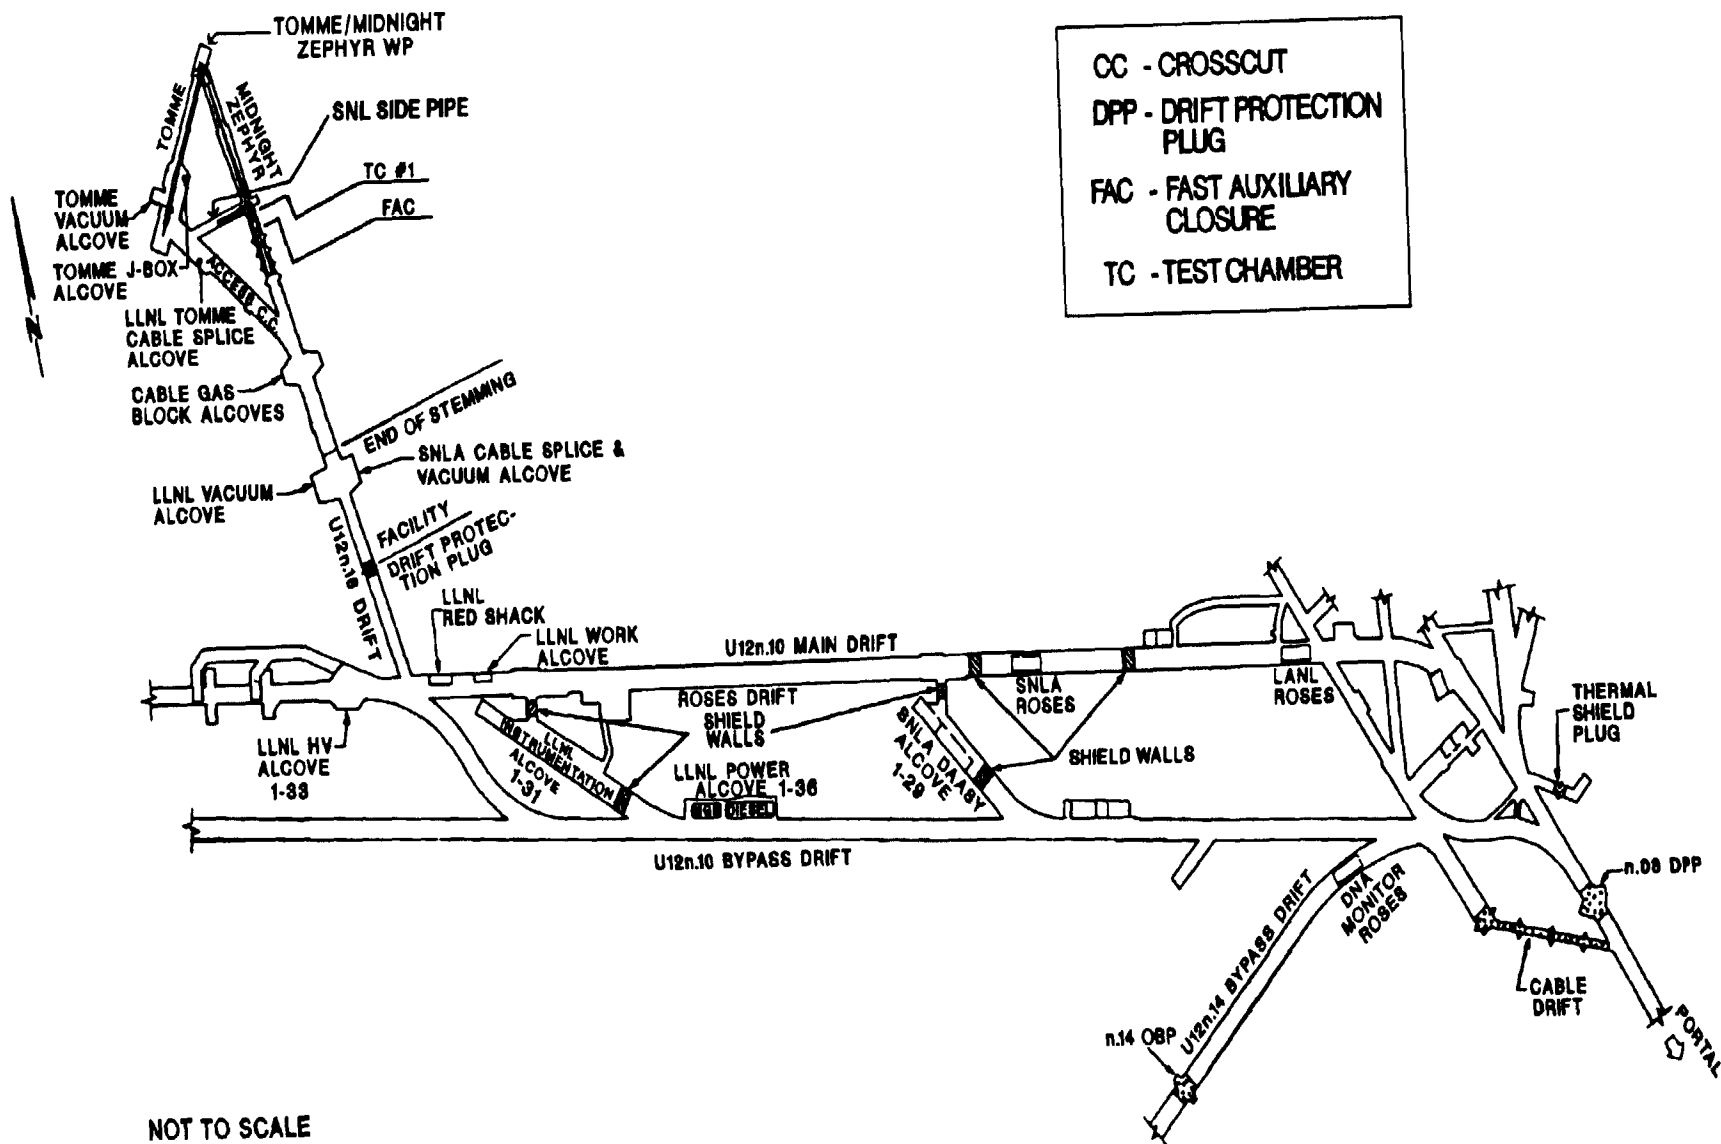 TOMME/MIDNIGHT
ZEPHYR WP
TOMME
MIDNIGHT
ZEPHYR
SNL SIDE PIPE
TC #1
FAC
TOMME
VACUUM
ALCOVE
TOMME J-BOX
ALCOVE
ACCESS C.C.
LLNL TOMME
CABLE SPLICE
ALCOVE
CABLE GAS
BLOCK ALCOVES
N
CC - CROSSCUT
DPP - DRIFT PROTECTION
PLUG
FAC - FAST AUXILIARY
CLOSURE
TC - TEST CHAMBER
END OF STEMMING
SNLA CABLE SPLICE &
VACUUM ALCOVE
LLNL VACUUM
ALCOVE
FACILITY
DRIFT PROTEC-
TION PLUG
U12n.18 DRIFT
LLNL
RED SHACK
LLNL WORK
ALCOVE
U12n.10 MAIN DRIFT
ROSES DRIFT
SHIELD
WALLS
SNLA
ROSES
LANL
ROSES
THERMAL
SHIELD
PLUG
LLNL HV
ALCOVE
1-33
LLNL
INSTRUMENTATION
ALCOVE
1-31
LLNL POWER
ALCOVE 1-36
DIESEL
SNLA DAASY
ALCOVE
1-29
SHIELD WALLS
U12n.10 BYPASS DRIFT
DNA
MONITOR
ROSES
U12n.14 BYPASS DRIFT
n.14 OBP
n.08 DPP
CABLE
DRIFT
PORTAL
NOT TO SCALE